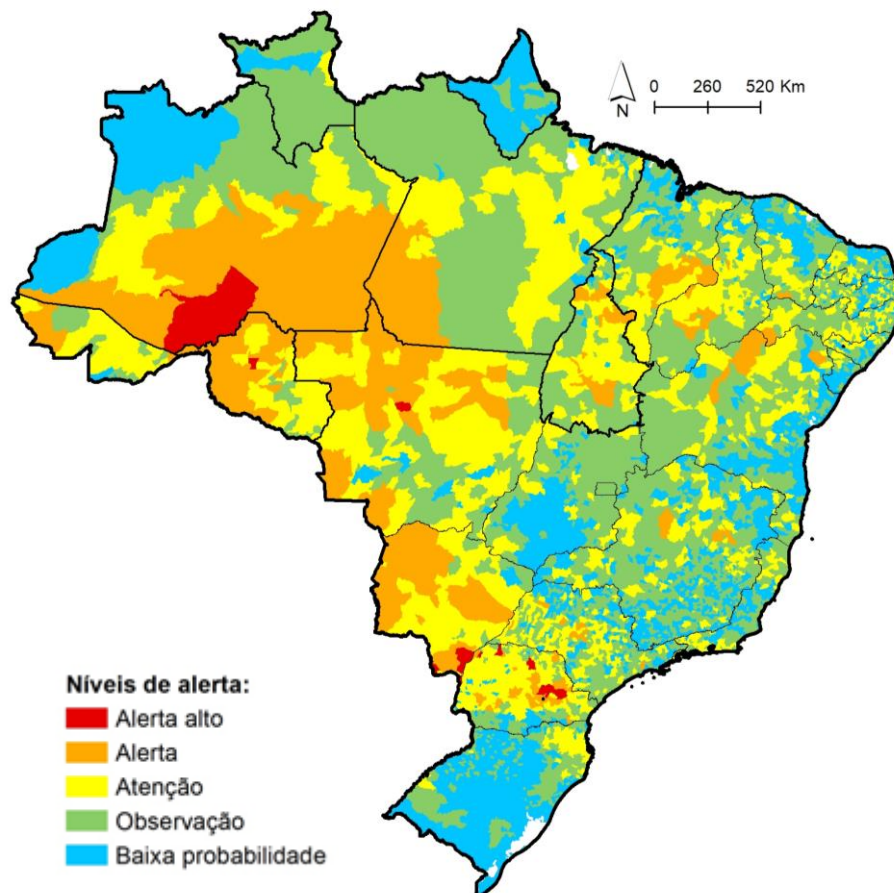 0 260 520 Km
N
Níveis de alerta:
Alerta alto
Alerta
Atenção
Observação
Baixa probabilidade